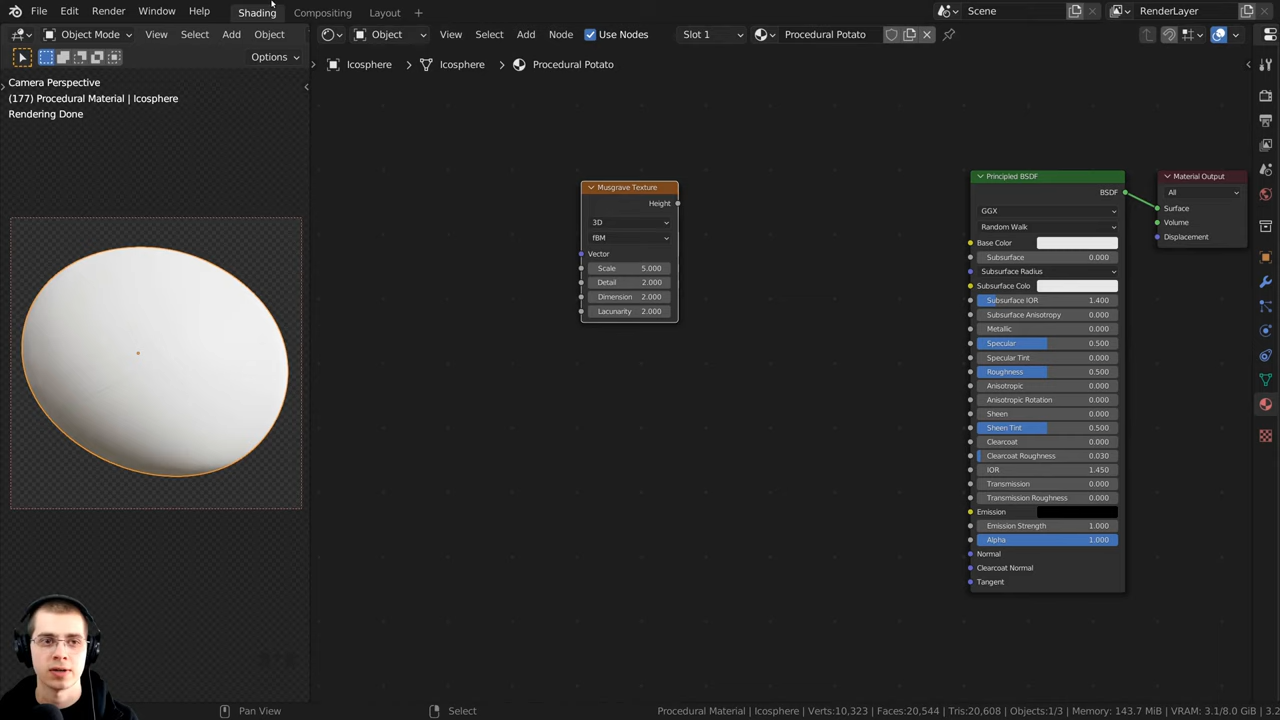 File Edit Render Window Help Shading Compositing Layout + Scene RenderLayer
Object Mode View Select Add Object Object View Select Add Node Use Nodes Slot 1 Procedural Potato
Options
Icosphere Icosphere Procedural Potato
Camera Perspective
(177) Procedural Material | Icosphere
Rendering Done
Musgrave Texture
Height
3D
fBM
Vector
Scale 5.000
Detail 2.000
Dimension 2.000
Lacunarity 2.000
Principled BSDF
BSDF
GGX
Random Walk
Base Color
Subsurface 0.000
Subsurface Radius
Subsurface Colo
Subsurface IOR 1.400
Subsurface Anisotropy 0.000
Metallic 0.000
Specular 0.500
Specular Tint 0.000
Roughness 0.500
Anisotropic 0.000
Anisotropic Rotation 0.000
Sheen 0.000
Sheen Tint 0.500
Clearcoat 0.000
Clearcoat Roughness 0.030
IOR 1.450
Transmission 0.000
Transmission Roughness 0.000
Emission
Emission Strength 1.000
Alpha 1.000
Normal
Clearcoat Normal
Tangent
Material Output
All
Surface
Volume
Displacement
Pan View Select Procedural Material | Icosphere | Verts:10,323 | Faces:20,544 | Tris:20,608 | Objects:1/3 | Memory: 143.7 MiB | VRAM: 3.1/8.0 GiB | 3.2